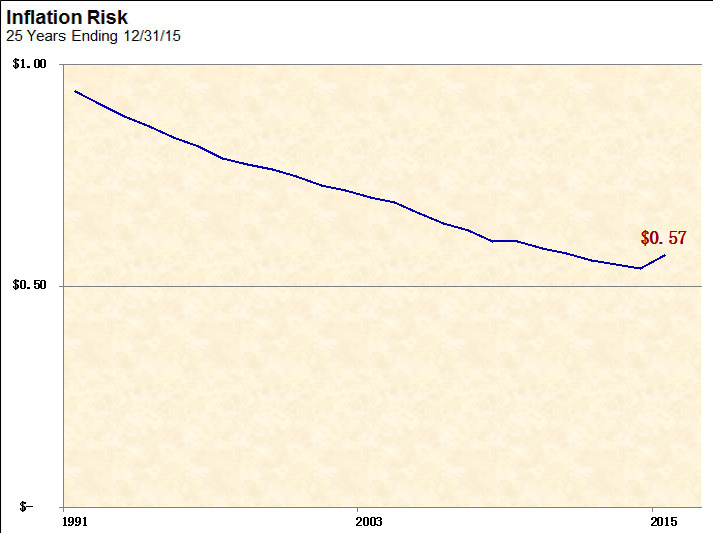 Inflation Risk
25 Years Ending 12/31/15
$1.00
$0.57
$0.50
$-
1991 2003 2015